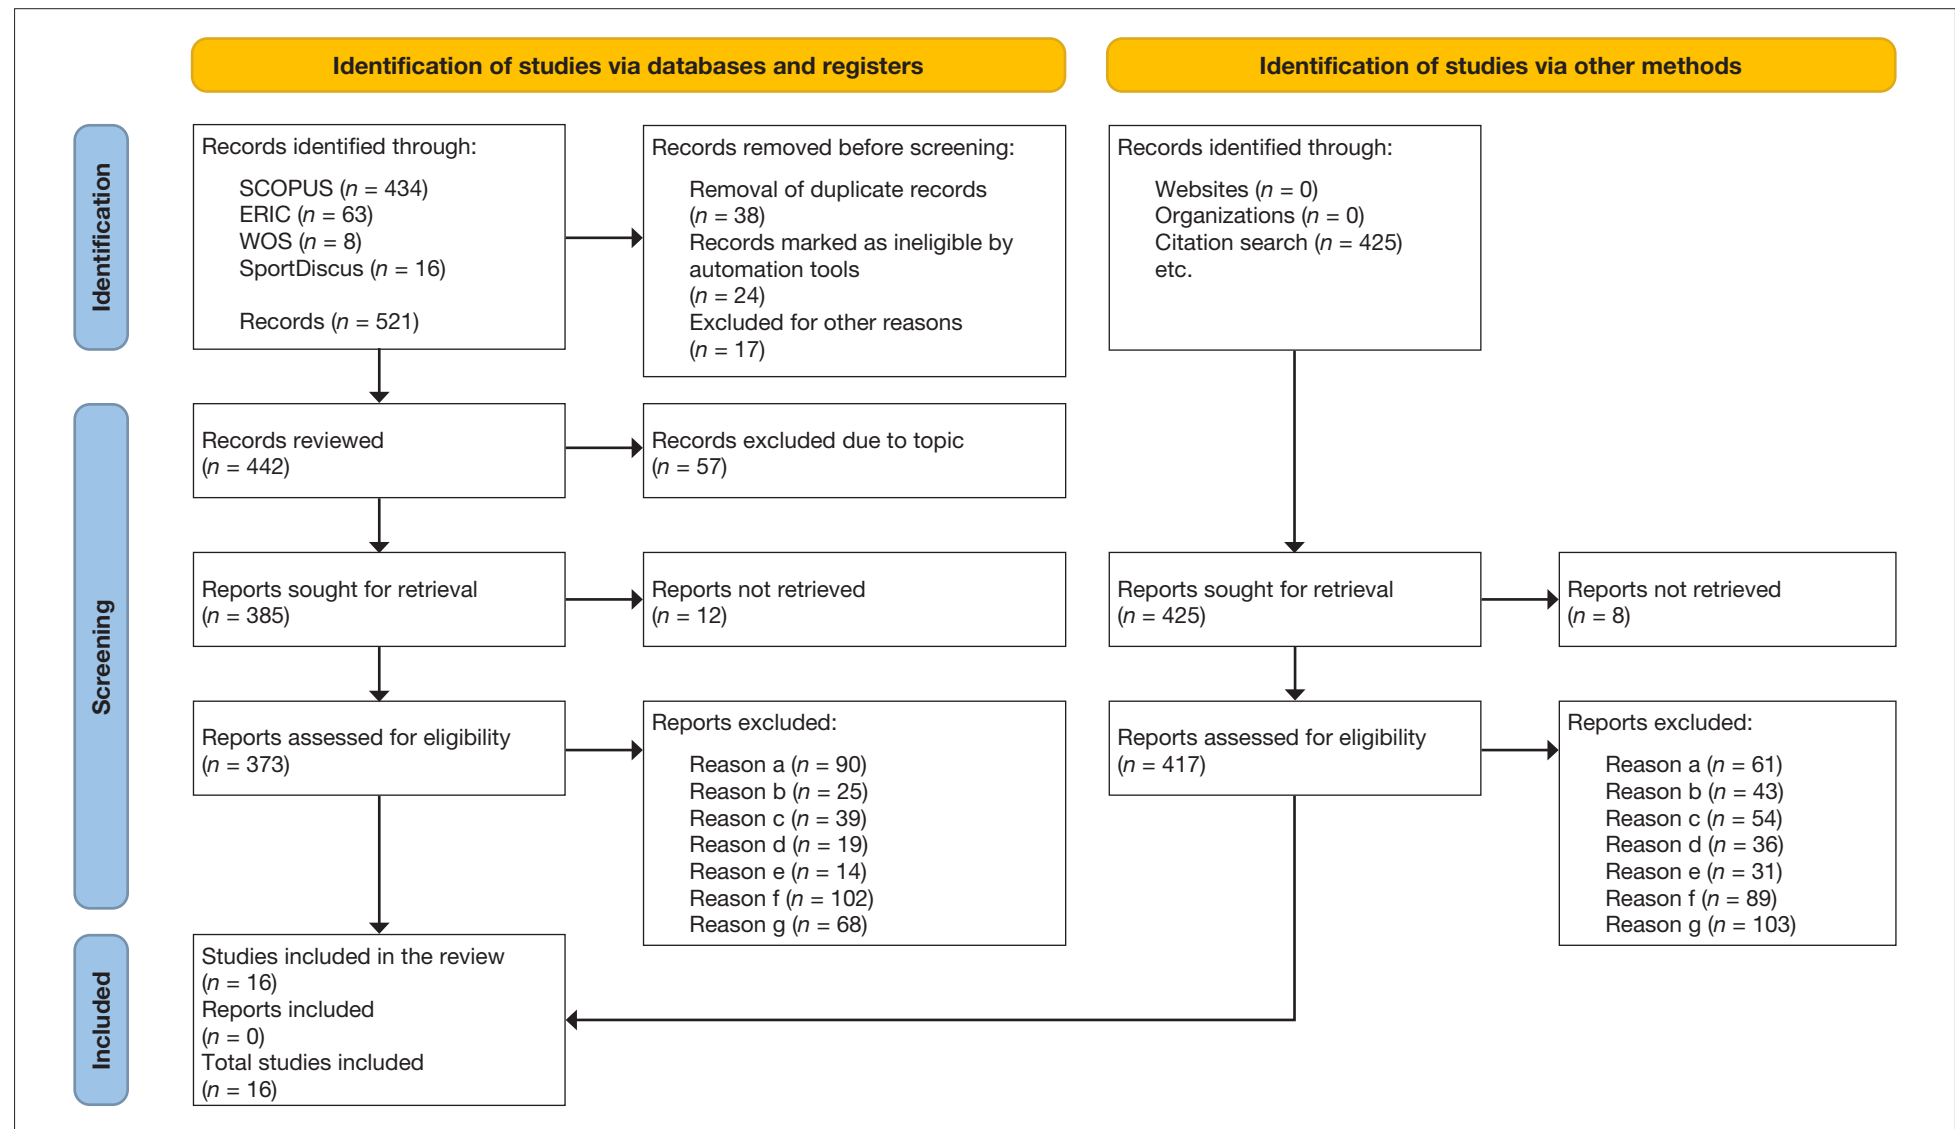 Identification of studies via databases and registers
Identification of studies via other methods
Identification
Records identified through:
SCOPUS (n = 434)
ERIC (n = 63)
WOS (n = 8)
SportDiscus (n = 16)
Records (n = 521)
Records removed before screening:
Removal of duplicate records
(n = 38)
Records marked as ineligible by
automation tools
(n = 24)
Excluded for other reasons
(n = 17)
Records identified through:
Websites (n = 0)
Organizations (n = 0)
Citation search (n = 425)
etc.
Screening
Records reviewed
(n = 442)
Records excluded due to topic
(n = 57)
Reports sought for retrieval
(n = 385)
Reports not retrieved
(n = 12)
Reports sought for retrieval
(n = 425)
Reports not retrieved
(n = 8)
Reports assessed for eligibility
(n = 373)
Reports excluded:
Reason a (n = 90)
Reason b (n = 25)
Reason c (n = 39)
Reason d (n = 19)
Reason e (n = 14)
Reason f (n = 102)
Reason g (n = 68)
Reports assessed for eligibility
(n = 417)
Reports excluded:
Reason a (n = 61)
Reason b (n = 43)
Reason c (n = 54)
Reason d (n = 36)
Reason e (n = 31)
Reason f (n = 89)
Reason g (n = 103)
Included
Studies included in the review
(n = 16)
Reports included
(n = 0)
Total studies included
(n = 16)